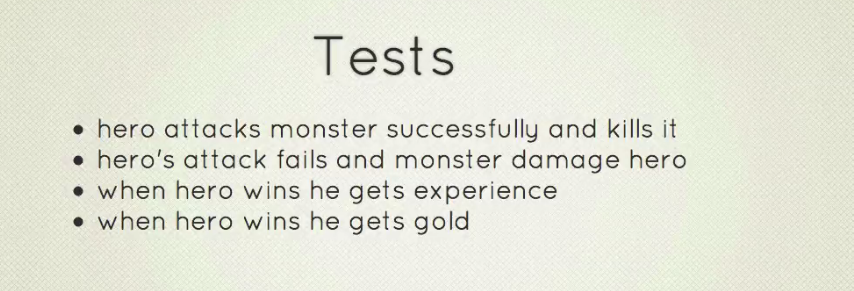 Tests
• hero attacks monster successfully and kills it
• hero's attack fails and monster damage hero
• when hero wins he gets experience
• when hero wins he gets gold